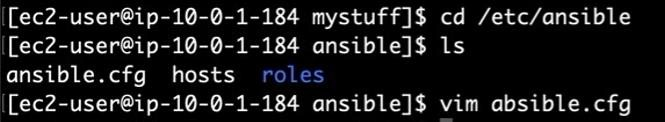 [ec2-user@ip-10-0-1-184 mystuff]$ cd /etc/ansible
[ec2-user@ip-10-0-1-184 ansible]$ ls
ansible.cfg hosts roles
[ec2-user@ip-10-0-1-184 ansible]$ vim absible.cfg